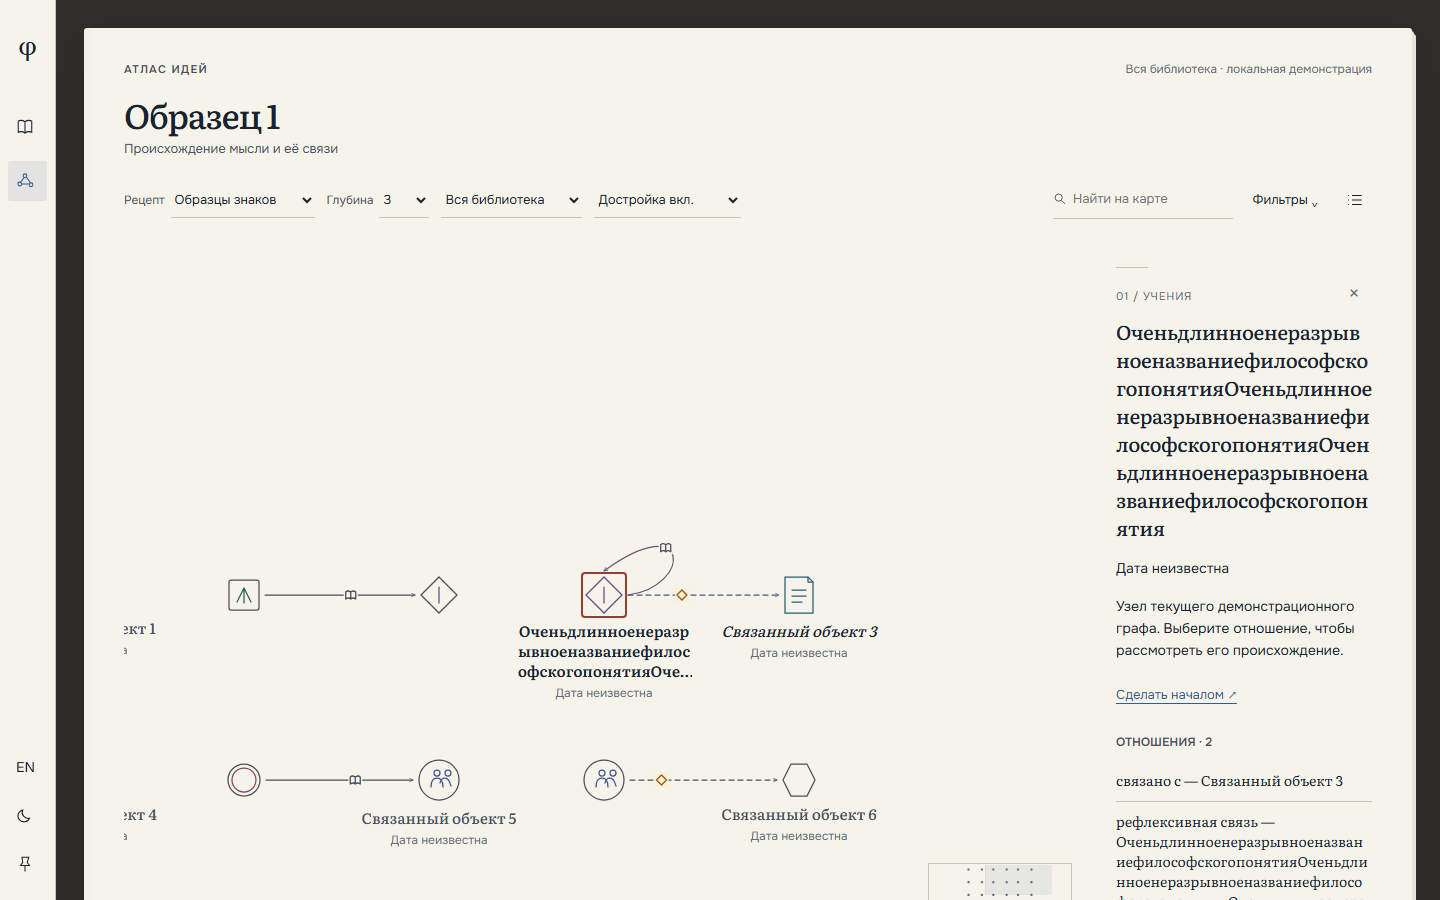 φ
АТЛАС ИДЕЙ
Вся библиотека · локальная демонстрация
Образец 1
Происхождение мысли и её связи
Рецепт Образцы знаков Глубина 3 Вся библиотека Достройка вкл.
Найти на карте Фильтры
01 / УЧЕНИЯ ×
Оченьдлинноенеразрыв
ноеназваниефилософско
гопонятияОченьдлинное
неразрывноеназваниефи
лософскогопонятияОчен
ьдлинноенеразрывноена
званиефилософскогопон
ятия
Дата неизвестна
Узел текущего демонстрационного
графа. Выберите отношение, чтобы
рассмотреть его происхождение.
Сделать началом ↗
ОТНОШЕНИЯ · 2
связано с — Связанный объект 3
рефлексивная связь —
Оченьдлинноенеразрывноеназван
иефилософскогопонятияОченьдли
нноенеразрывноеназваниефилосо
ект 1
а
Оченьдлинноенеразр
ывноеназваниефилос
офскогопонятияОче...
Дата неизвестна
Связанный объект 3
Дата неизвестна
ект 4
а
Связанный объект 5
Дата неизвестна
Связанный объект 6
Дата неизвестна
EN